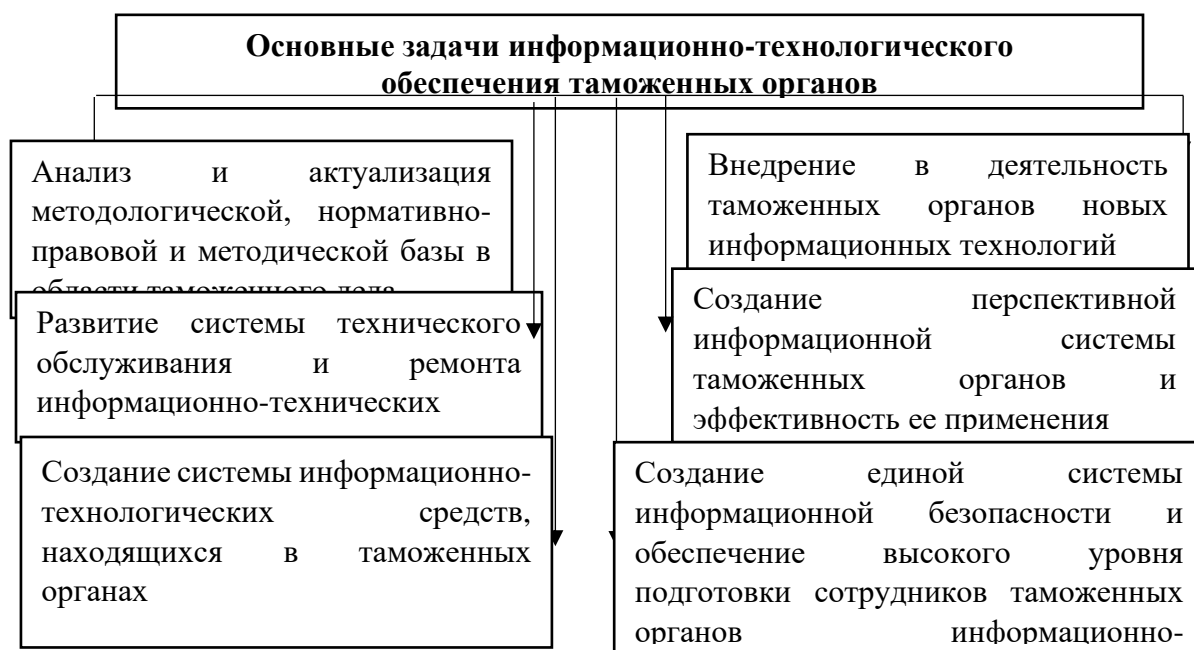 Основные задачи информационно-технологического
обеспечения таможенных органов
Анализ и актуализация
методологической, нормативно-
правовой и методической базы в
области таможенного дела
Развитие системы технического
обслуживания и ремонта
информационно-технических
Создание системы информационно-
технологических средств,
находящихся в таможенных
органах
Внедрение в деятельность
таможенных органов новых
информационных технологий
Создание перспективной
информационной системы
таможенных органов и
эффективность ее применения
Создание единой системы
информационной безопасности и
обеспечение высокого уровня
подготовки сотрудников таможенных
органов информационно-